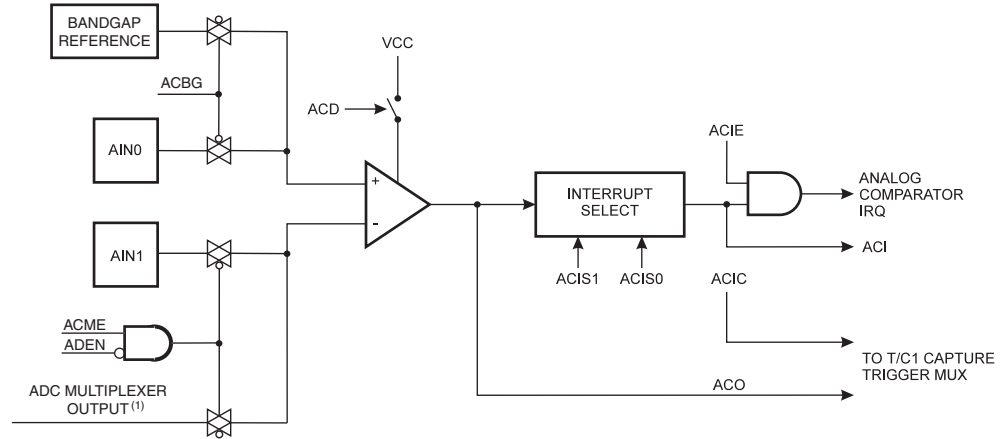 BANDGAP
REFERENCE
ACBG
AIN0
AIN1
ACME
ADEN
ADC MULTIPLEXER
OUTPUT (1)
VCC
ACD
+
-
INTERRUPT
SELECT
ACIS1
ACIS0
ACIE
ANALOG
COMPARATOR
IRQ
ACI
ACIC
TO T/C1 CAPTURE
TRIGGER MUX
ACO